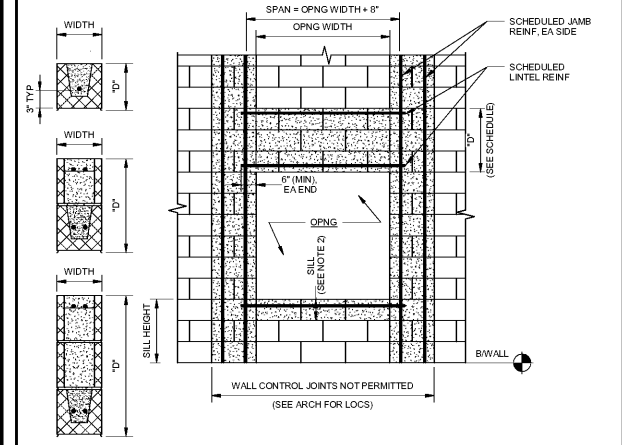 SPAN = OPNG WIDTH + 8"
OPNG WIDTH
SCHEDULED JAMB
REINF, EA SIDE
SCHEDULED
LINTEL REINF
WIDTH
"D"
3" TYP
WIDTH
"D"
WIDTH
"D"
"D"
(SEE SCHEDULE)
6" (MIN),
EA END
OPNG
SILL
(SEE NOTE 2)
SILL HEIGHT
B/WALL
WALL CONTROL JOINTS NOT PERMITTED
(SEE ARCH FOR LOCS)